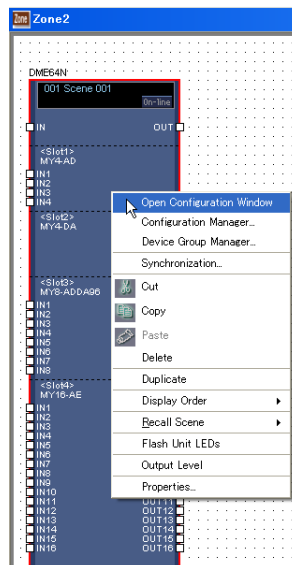 Zone Zone2
DME64N
001 Scene 001
On-line
IN OUT
<Slot1>
MY4-AD
IN1
IN2
IN3
IN4
<Slot2>
MY4-DA
<Slot3>
MY8-ADDA96
IN1
IN2
IN3
IN4
IN5
IN6
IN7
IN8
<Slot4>
MY16-AE
IN1
IN2
IN3
IN4
IN5
IN6
IN7
IN8
IN9
IN10
IN11 OUT11
IN12 OUT12
IN13 OUT13
IN14 OUT14
IN15 OUT15
IN16 OUT16
Open Configuration Window
Configuration Manager...
Device Group Manager...
Synchronization...
Cut
Copy
Paste
Delete
Duplicate
Display Order
Recall Scene
Flash Unit LEDs
Output Level
Properties...